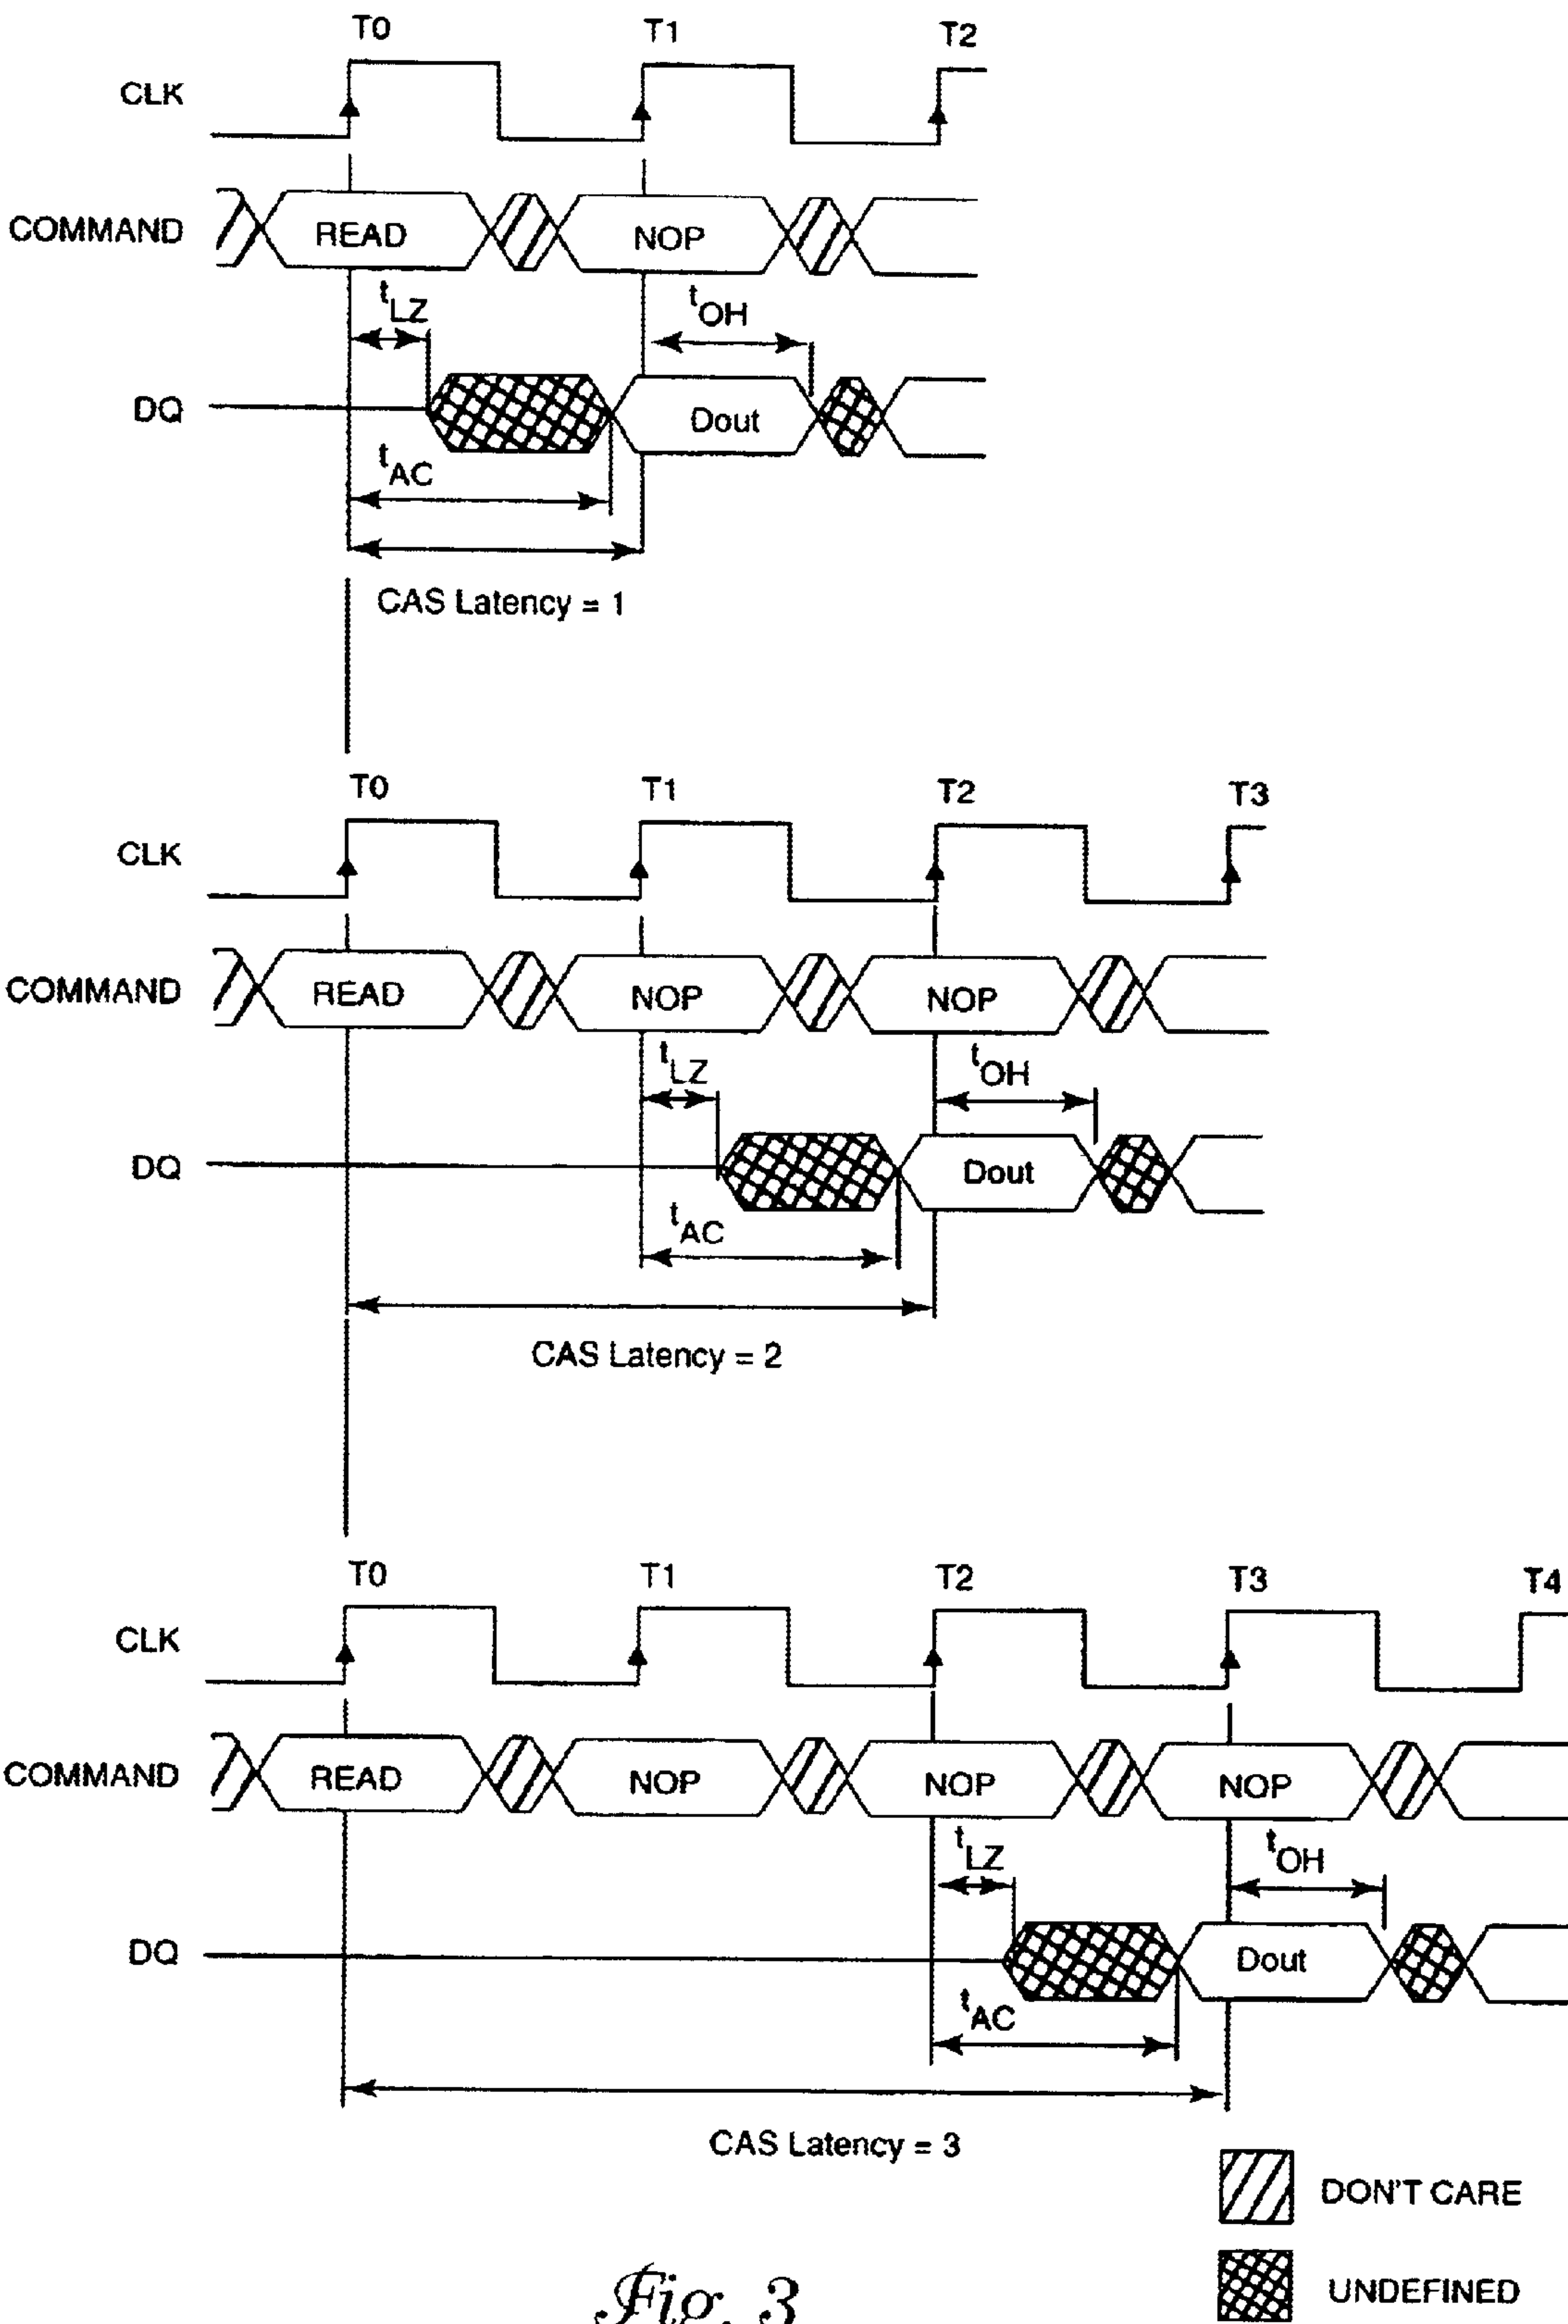 T0 T1 T2
CLK
COMMAND READ NOP
tLZ tOH
DQ Dout
tAC
CAS Latency = 1
T0 T1 T2 T3
CLK
COMMAND READ NOP NOP
tLZ tOH
DQ Dout
tAC
CAS Latency = 2
T0 T1 T2 T3 T4
CLK
COMMAND READ NOP NOP NOP
tLZ tOH
DQ Dout
tAC
CAS Latency = 3
DON'T CARE
UNDEFINED
Fig. 3